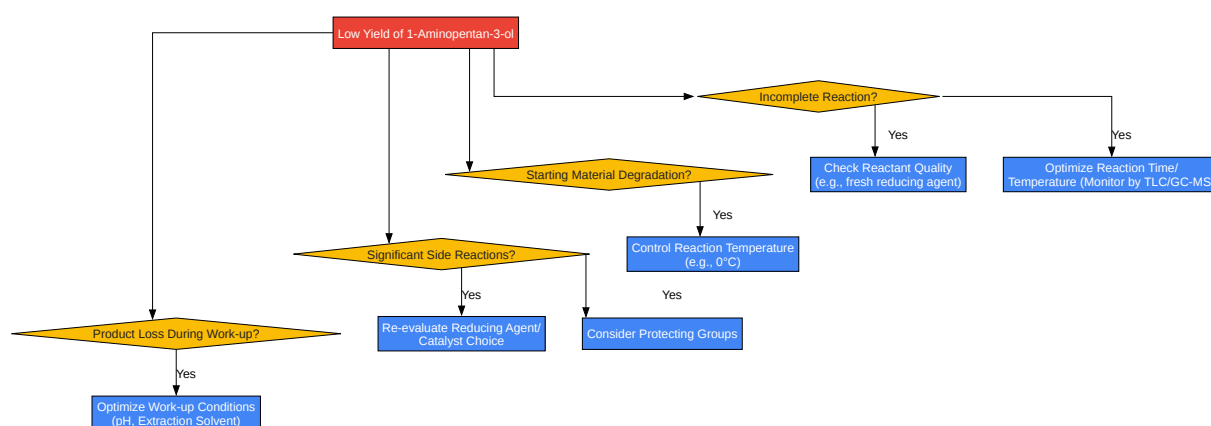 Low Yield of 1-Aminopentan-3-ol
Incomplete Reaction?
Yes
Yes
Check Reactant Quality
(e.g., fresh reducing agent)
Optimize Reaction Time/
Temperature (Monitor by TLC/GC-MS
Starting Material Degradation?
Yes
Control Reaction Temperature
(e.g., 0°C)
Significant Side Reactions?
Yes
Yes
Re-evaluate Reducing Agent/
Catalyst Choice
Consider Protecting Groups
Product Loss During Work-up?
Yes
Optimize Work-up Conditions
(pH, Extraction Solvent)